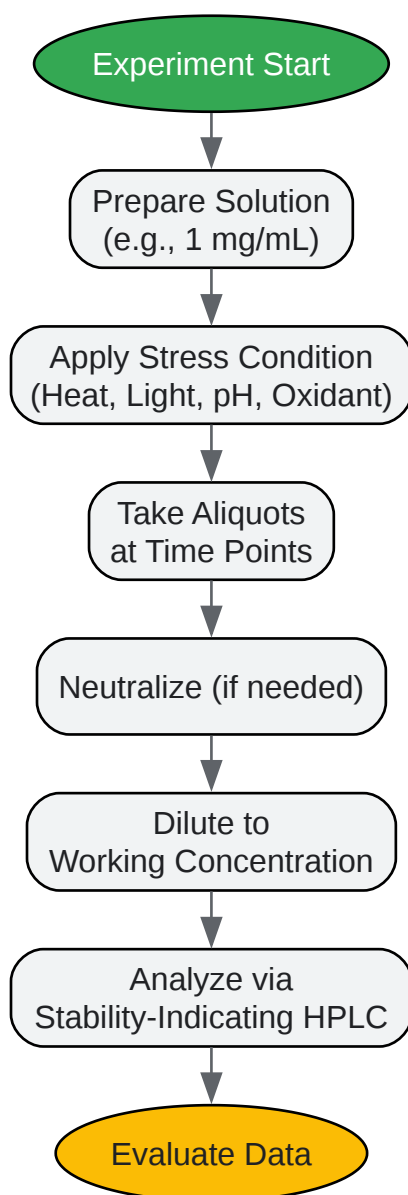 Experiment Start
Prepare Solution
(e.g., 1 mg/mL)
Apply Stress Condition
(Heat, Light, pH, Oxidant)
Take Aliquots
at Time Points
Neutralize (if needed)
Dilute to
Working Concentration
Analyze via
Stability-Indicating HPLC
Evaluate Data